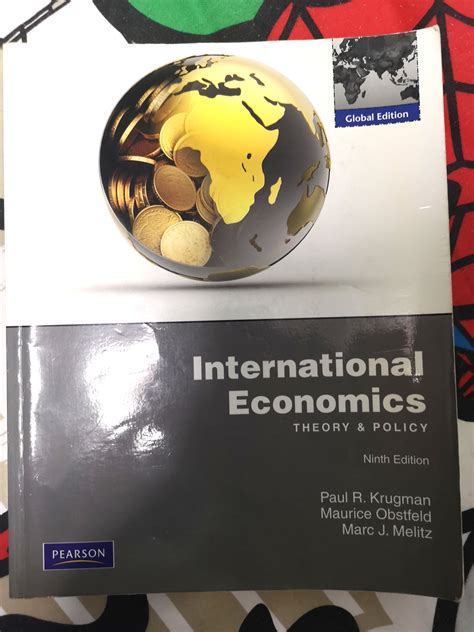 Global Edition
International
Economics
THEORY & POLICY
Ninth Edition
Paul R. Krugman
Maurice Obstfeld
Marc J. Melitz
PEARSON